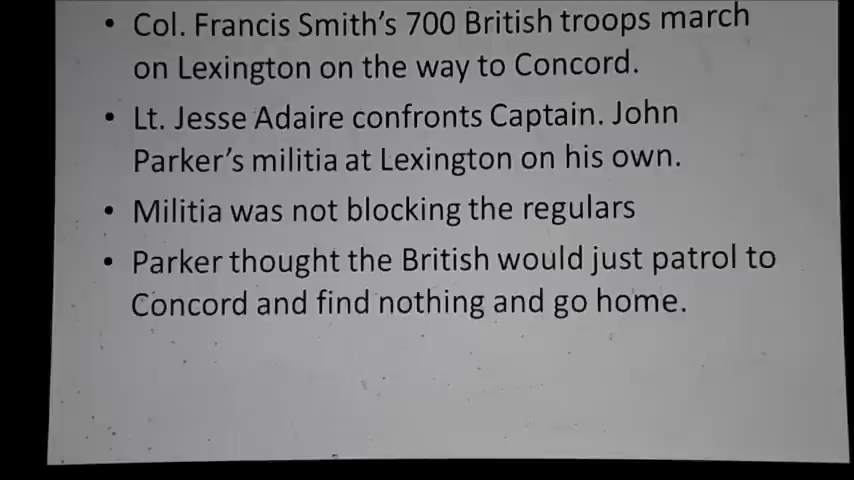 • Col. Francis Smith's 700 British troops march
on Lexington on the way to Concord.
• Lt. Jesse Adaire confronts Captain. John
Parker's militia at Lexington on his own.
• Militia was not blocking the regulars
• Parker thought the British would just patrol to
Concord and find nothing and go home.